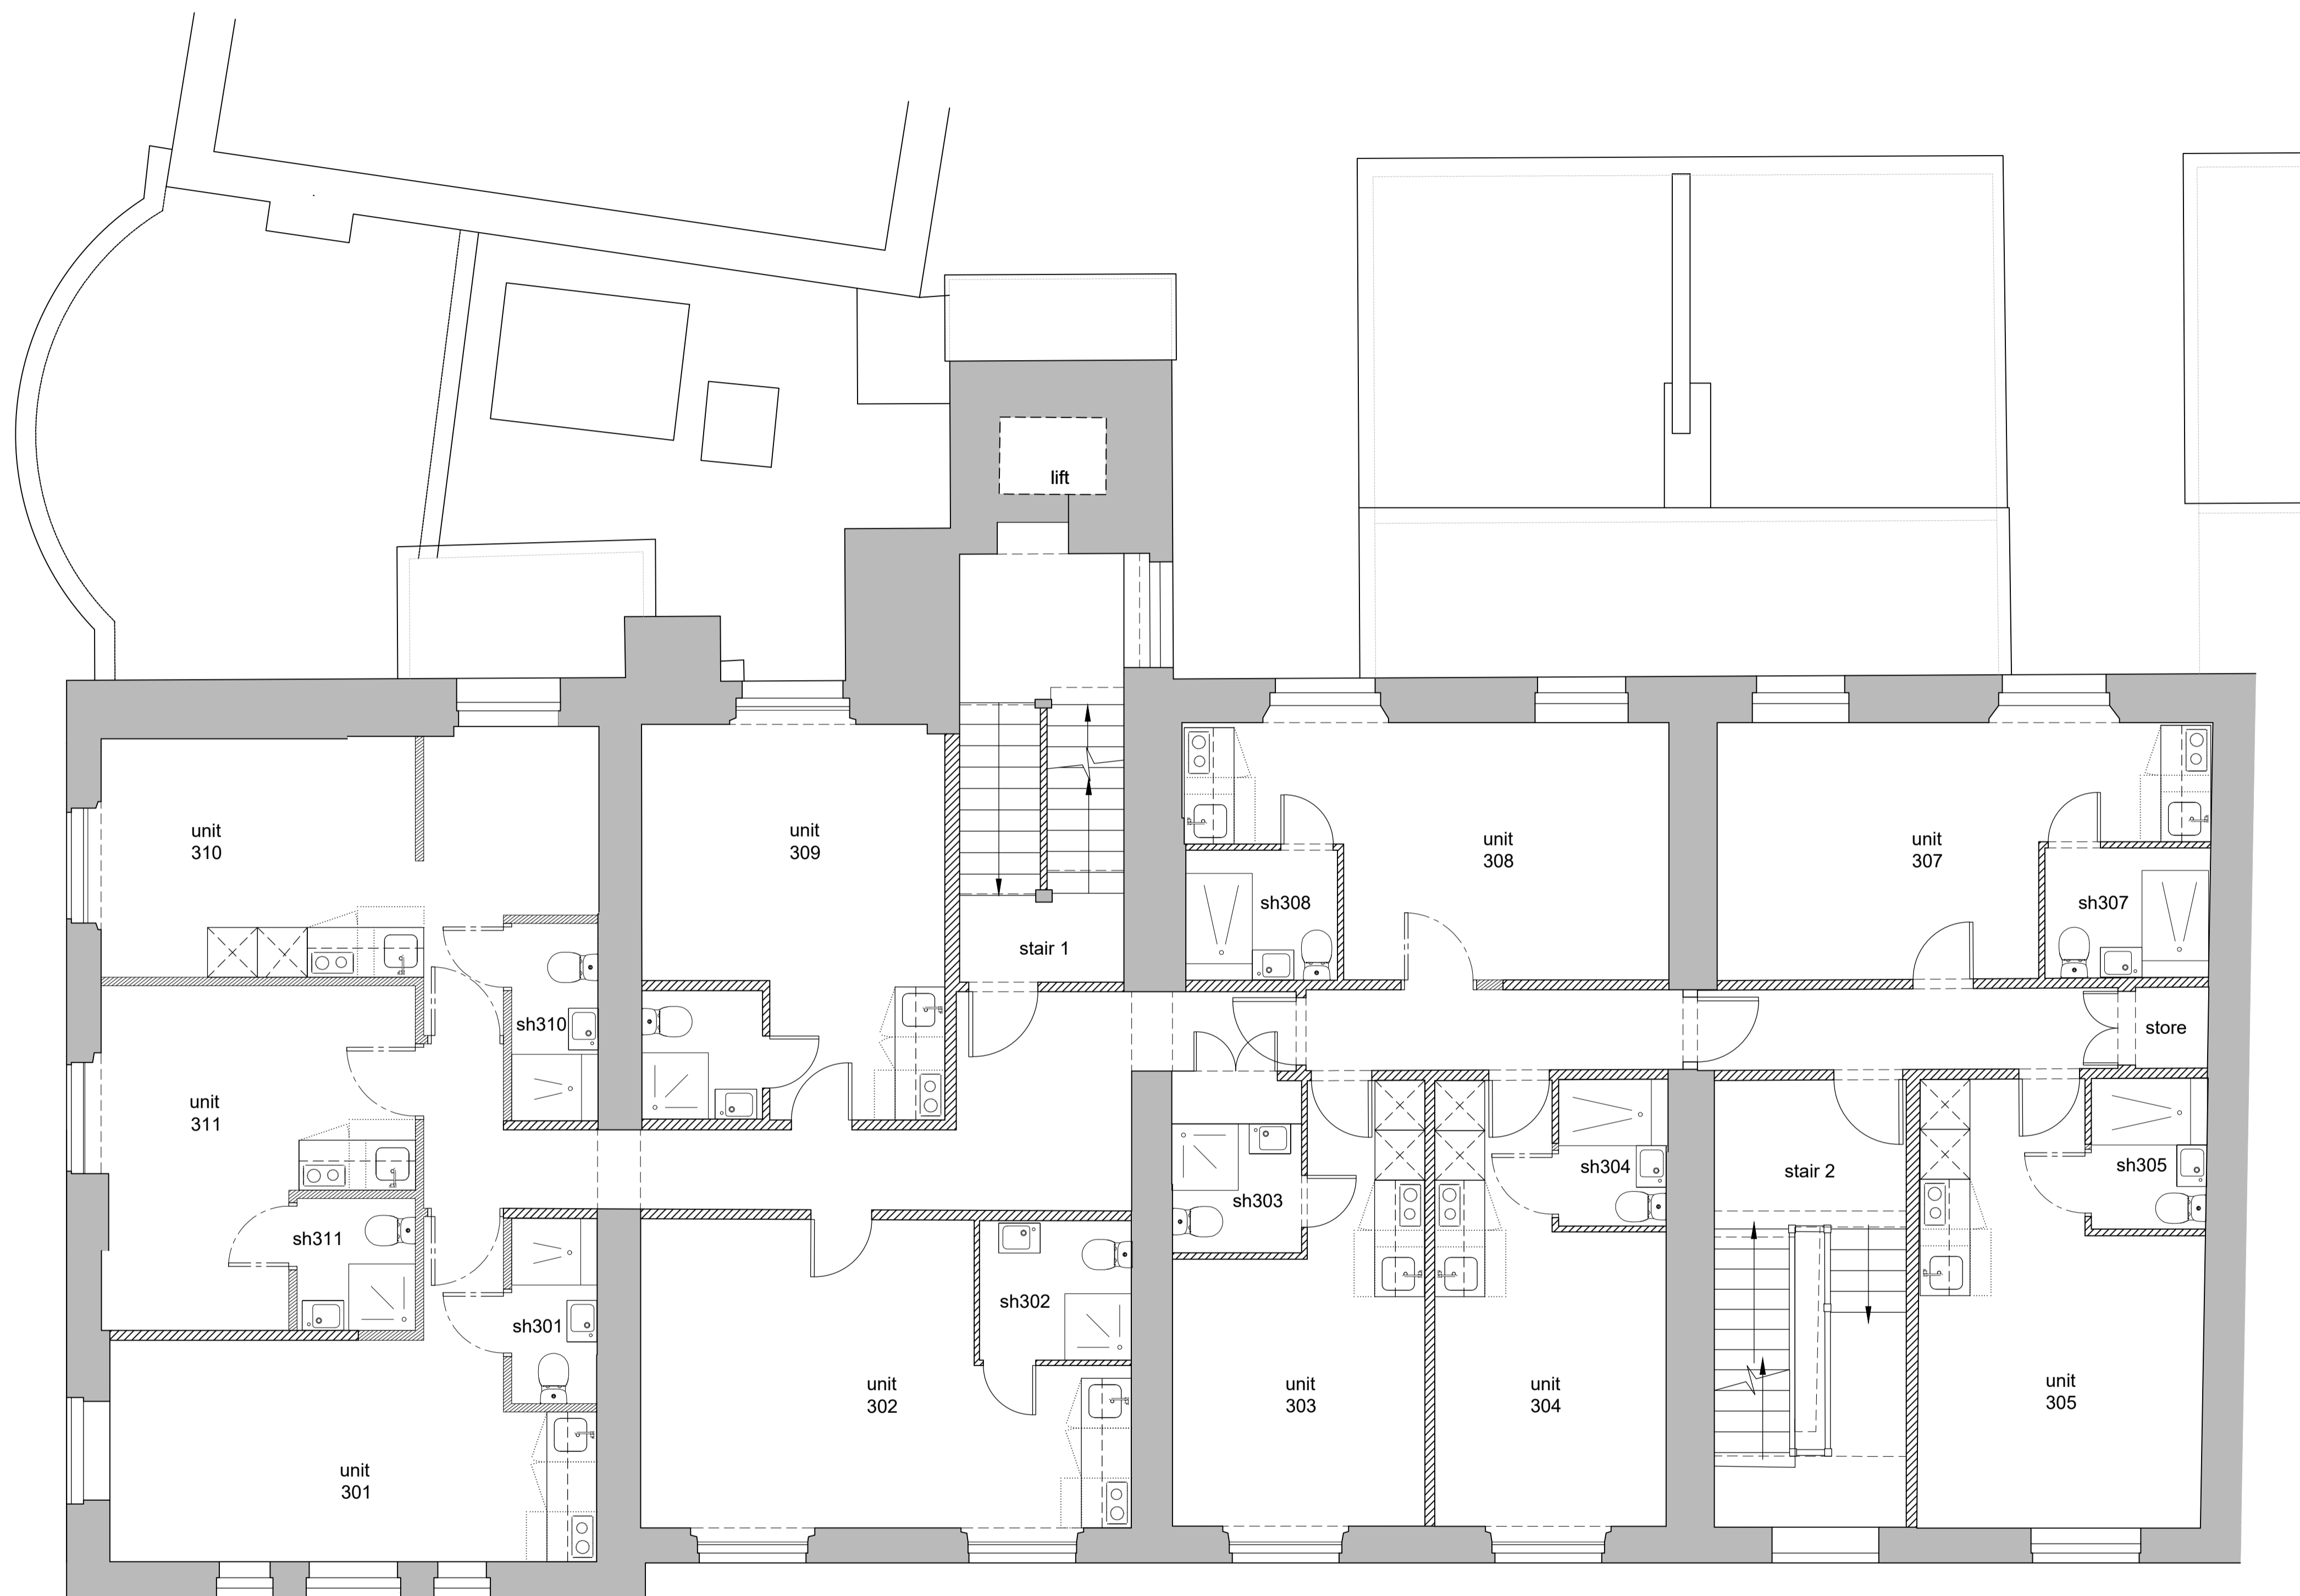 lift
unit
310
unit
309
unit
308
unit
307
sh308
sh307
stair 1
sh310
store
unit
311
sh304
sh305
stair 2
sh303
sh311
sh302
sh301
unit
302
unit
303
unit
304
unit
305
unit
301